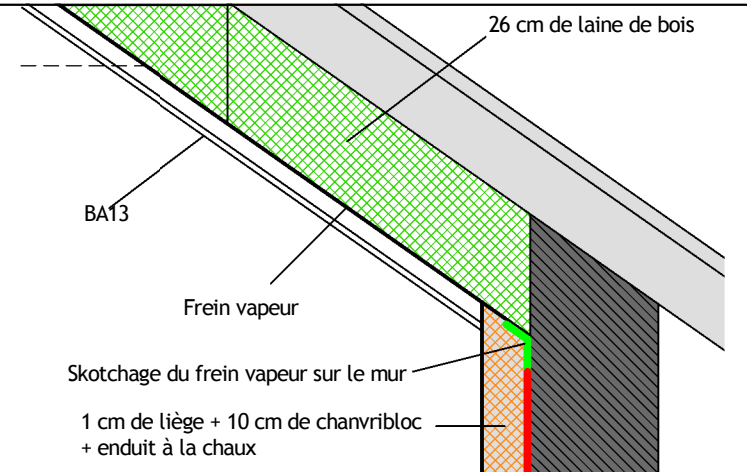 26 cm de laine de bois
BA13
Frein vapeur
Skotchage du frein vapeur sur le mur
1 cm de liège + 10 cm de chanvribloc
+ enduit à la chaux